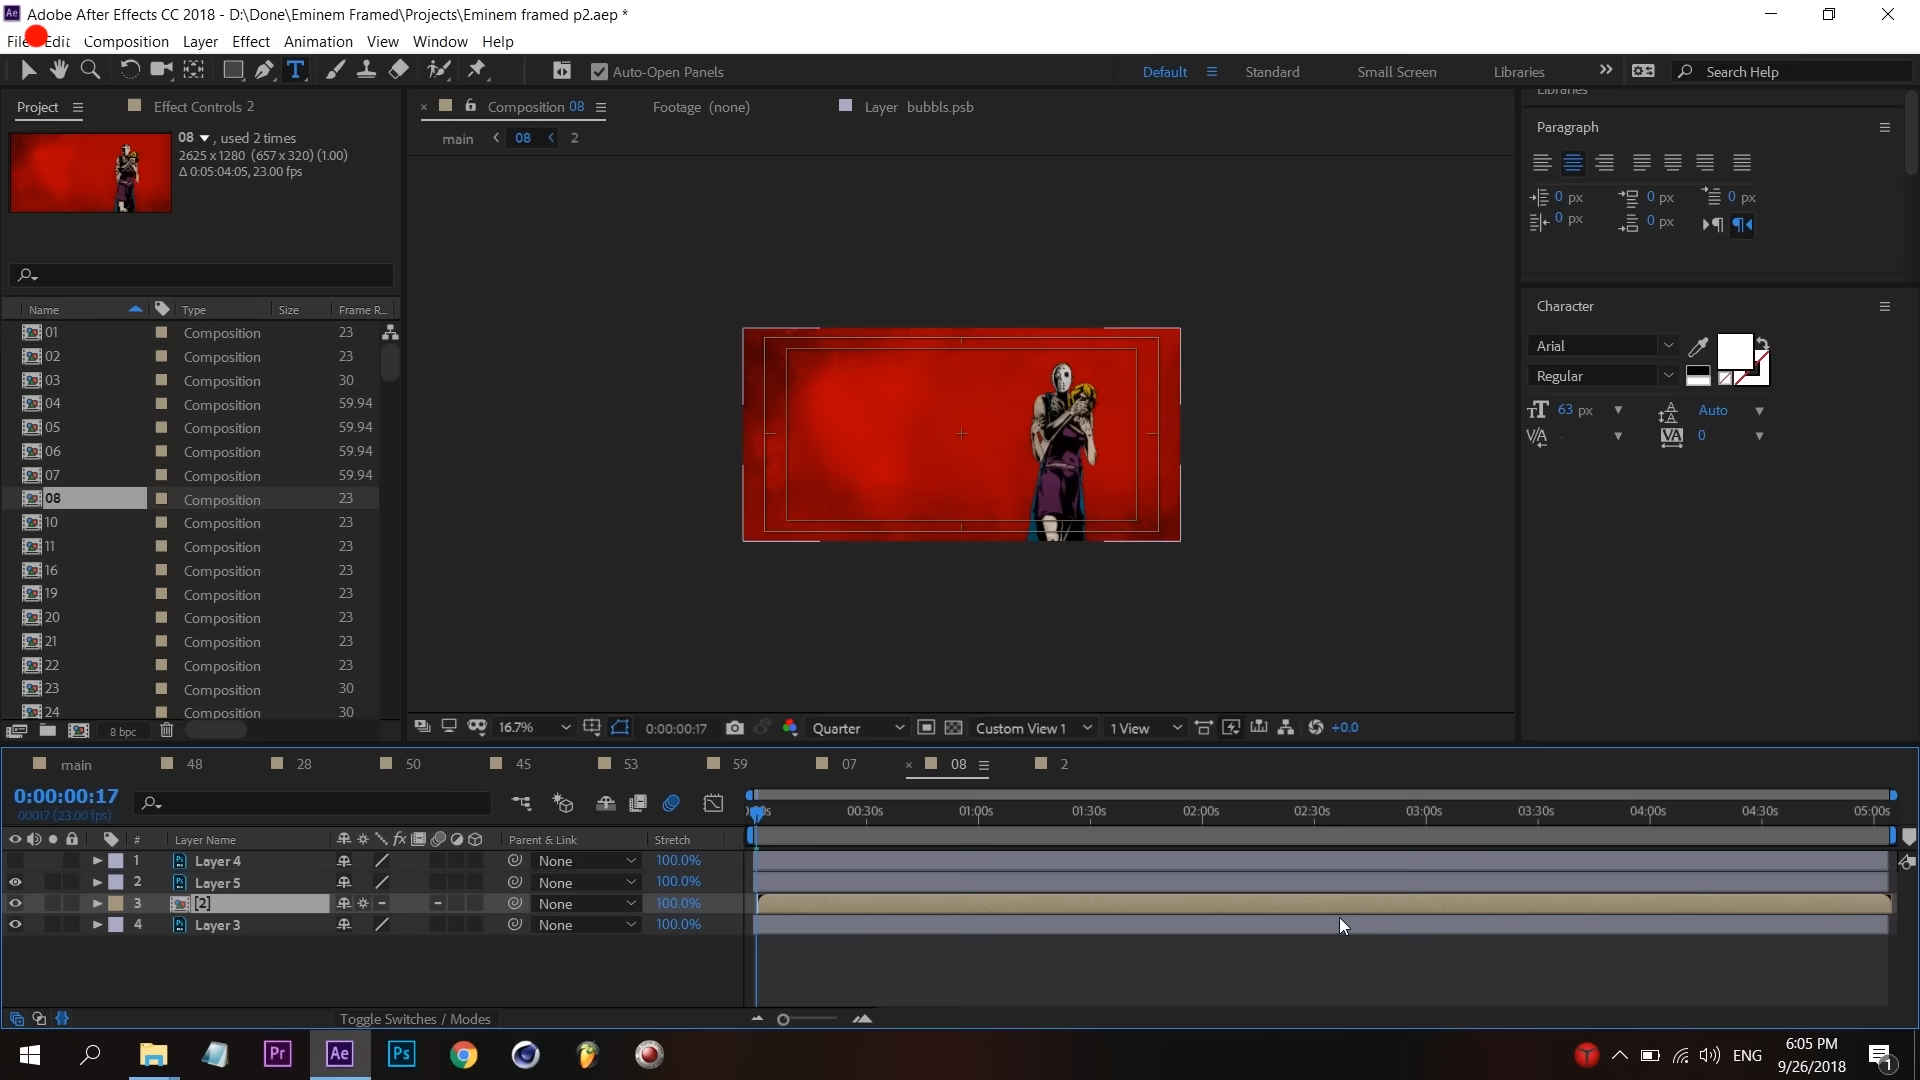 Adobe After Effects CC 2018 - D:\Done\Eminem Framed\Projects\Eminem framed p2.aep *
File Edit Composition Layer Effect Animation View Window Help
Auto-Open Panels Default Standard Small Screen Libraries Search Help
Project Effect Controls 2
08 , used 2 times
2625 x 1280 (657 x 320) (1.00)
Δ 0:05:04:05, 23.00 fps
Name Type Size Frame R...
01 Composition 23
02 Composition 23
03 Composition 30
04 Composition 59.94
05 Composition 59.94
06 Composition 59.94
07 Composition 59.94
08 Composition 23
10 Composition 23
11 Composition 23
16 Composition 23
19 Composition 23
20 Composition 23
21 Composition 23
22 Composition 23
23 Composition 30
24 Composition 30
8 bpc
Composition 08 Footage (none) Layer bubbls.psb
main 08 2
16.7% 0:00:00:17 Quarter Custom View 1 1 View +0.0
Libraries
Paragraph
0 px 0 px 0 px
0 px 0 px
Character
Arial
Regular
63 px Auto
0
main 48 28 50 45 53 59 07 08 2
0:00:00:17
00017 (23.00 fps)
00:30s 01:00s 01:30s 02:00s 02:30s 03:00s 03:30s 04:00s 04:30s 05:00s
# Layer Name Parent & Link Stretch
1 Layer 4 None 100.0%
2 Layer 5 None 100.0%
3 [2] None 100.0%
4 Layer 3 None 100.0%
Toggle Switches / Modes
Pr Ae Ps
ENG 6:05 PM
9/26/2018
1